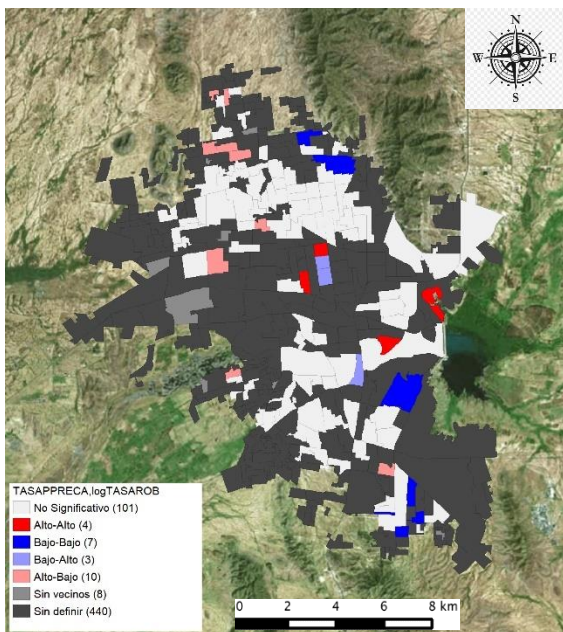 N
W E
S
TASAPPRECA,logTASAROB
No Significativo (101)
Alto-Alto (4)
Bajo-Bajo (7)
Bajo-Alto (3)
Alto-Bajo (10)
Sin vecinos (8)
Sin definir (440)
0 2 4 6 8 km